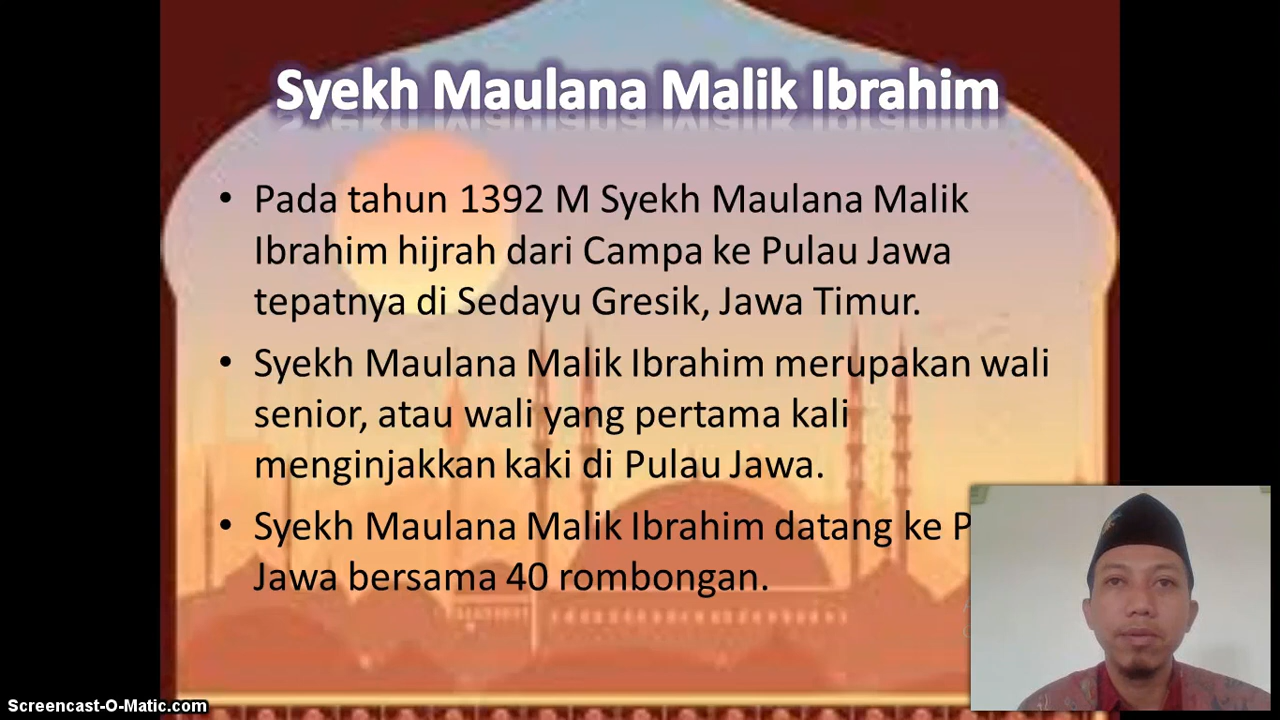 Syekh Maulana Malik Ibrahim
• Pada tahun 1392 M Syekh Maulana Malik
Ibrahim hijrah dari Campa ke Pulau Jawa
tepatnya di Sedayu Gresik, Jawa Timur.
• Syekh Maulana Malik Ibrahim merupakan wali
senior, atau wali yang pertama kali
menginjakkan kaki di Pulau Jawa.
• Syekh Maulana Malik Ibrahim datang ke
Jawa bersama 40 rombongan.
Screencast-O-Matic.com